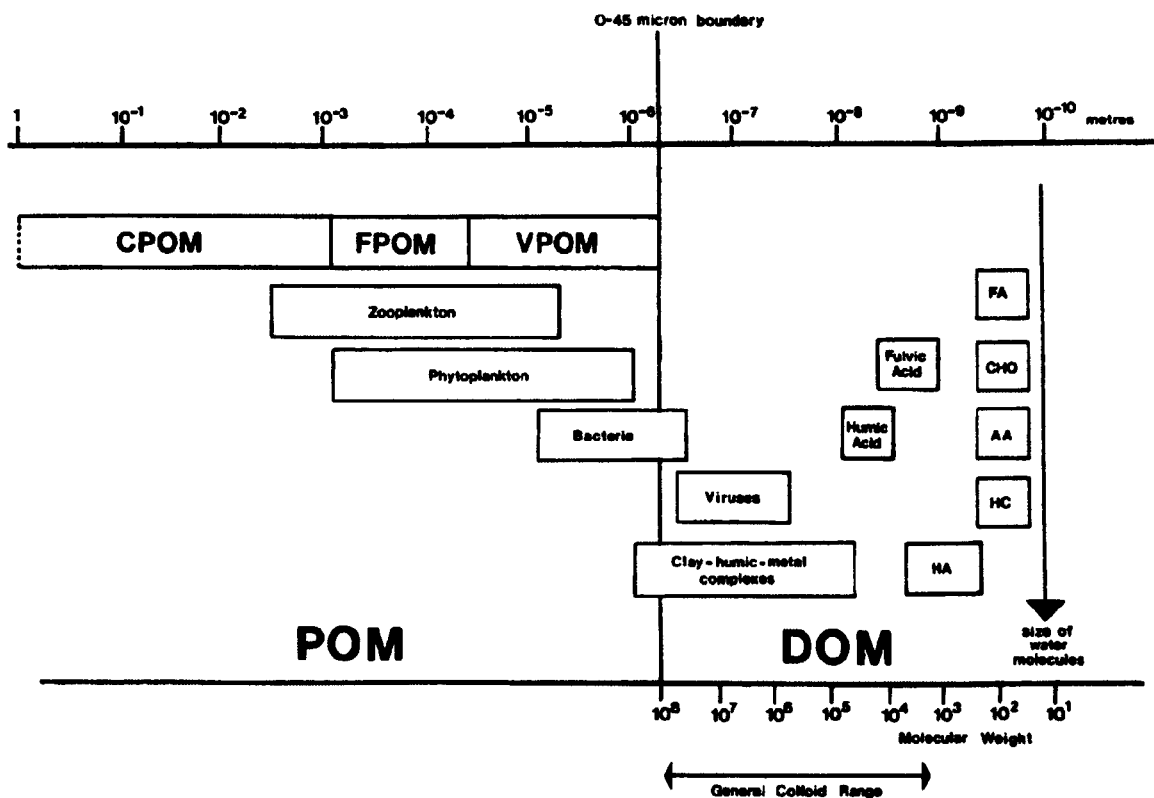 0-45 micron boundary
1 10⁻¹ 10⁻² 10⁻³ 10⁻⁴ 10⁻⁵ 10⁻⁶ 10⁻⁷ 10⁻⁸ 10⁻⁹ 10⁻¹⁰ metres
CPOM FPOM VPOM
FA
Zooplankton
Fulvic
Acid
CHO
Phytoplankton
Bacteria
Humic
Acid
AA
Viruses
HC
Clay-humic-metal
complexes
HA
POM DOM
size of
water
molecules
10⁸ 10⁷ 10⁶ 10⁵ 10⁴ 10³ 10² 10¹
Molecular Weight
General Colloid Range